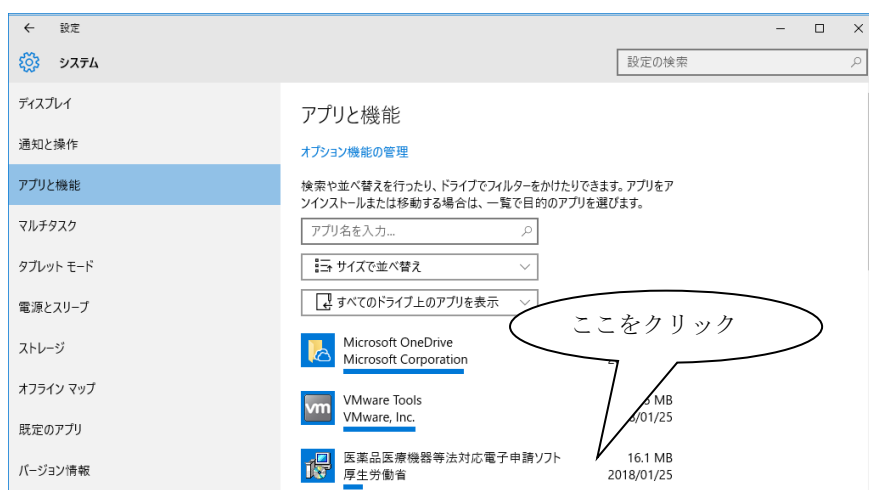 ← 設定
システム
設定の検索
ディスプレイ
通知と操作
アプリと機能
マルチタスク
タブレット モード
電源とスリープ
ストレージ
オフライン マップ
既定のアプリ
バージョン情報
アプリと機能
オプション機能の管理
検索や並べ替えを行ったり、ドライブでフィルターをかけたりできます。アプリをア
ンインストールまたは移動する場合は、一覧で目的のアプリを選びます。
アプリ名を入力...
サイズで並べ替え
すべてのドライブ上のアプリを表示
ここをクリック
Microsoft OneDrive
Microsoft Corporation
VMware Tools
MB
VMware, Inc.
/01/25
医薬品医療機器等法対応電子申請ソフト
16.1 MB
厚生労働省
2018/01/25